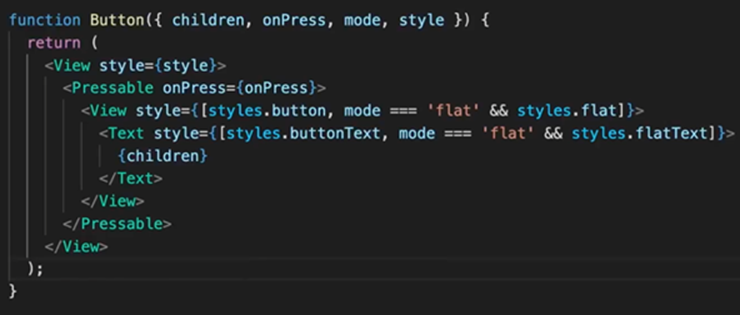 function Button({ children, onPress, mode, style }) {
  return (
    <View style={style}>
      <Pressable onPress={onPress}>
        <View style={[styles.button, mode === 'flat' && styles.flat]}>
          <Text style={[styles.buttonText, mode === 'flat' && styles.flatText]}>
            {children}
          </Text>
        </View>
      </Pressable>
    </View>
  );
}